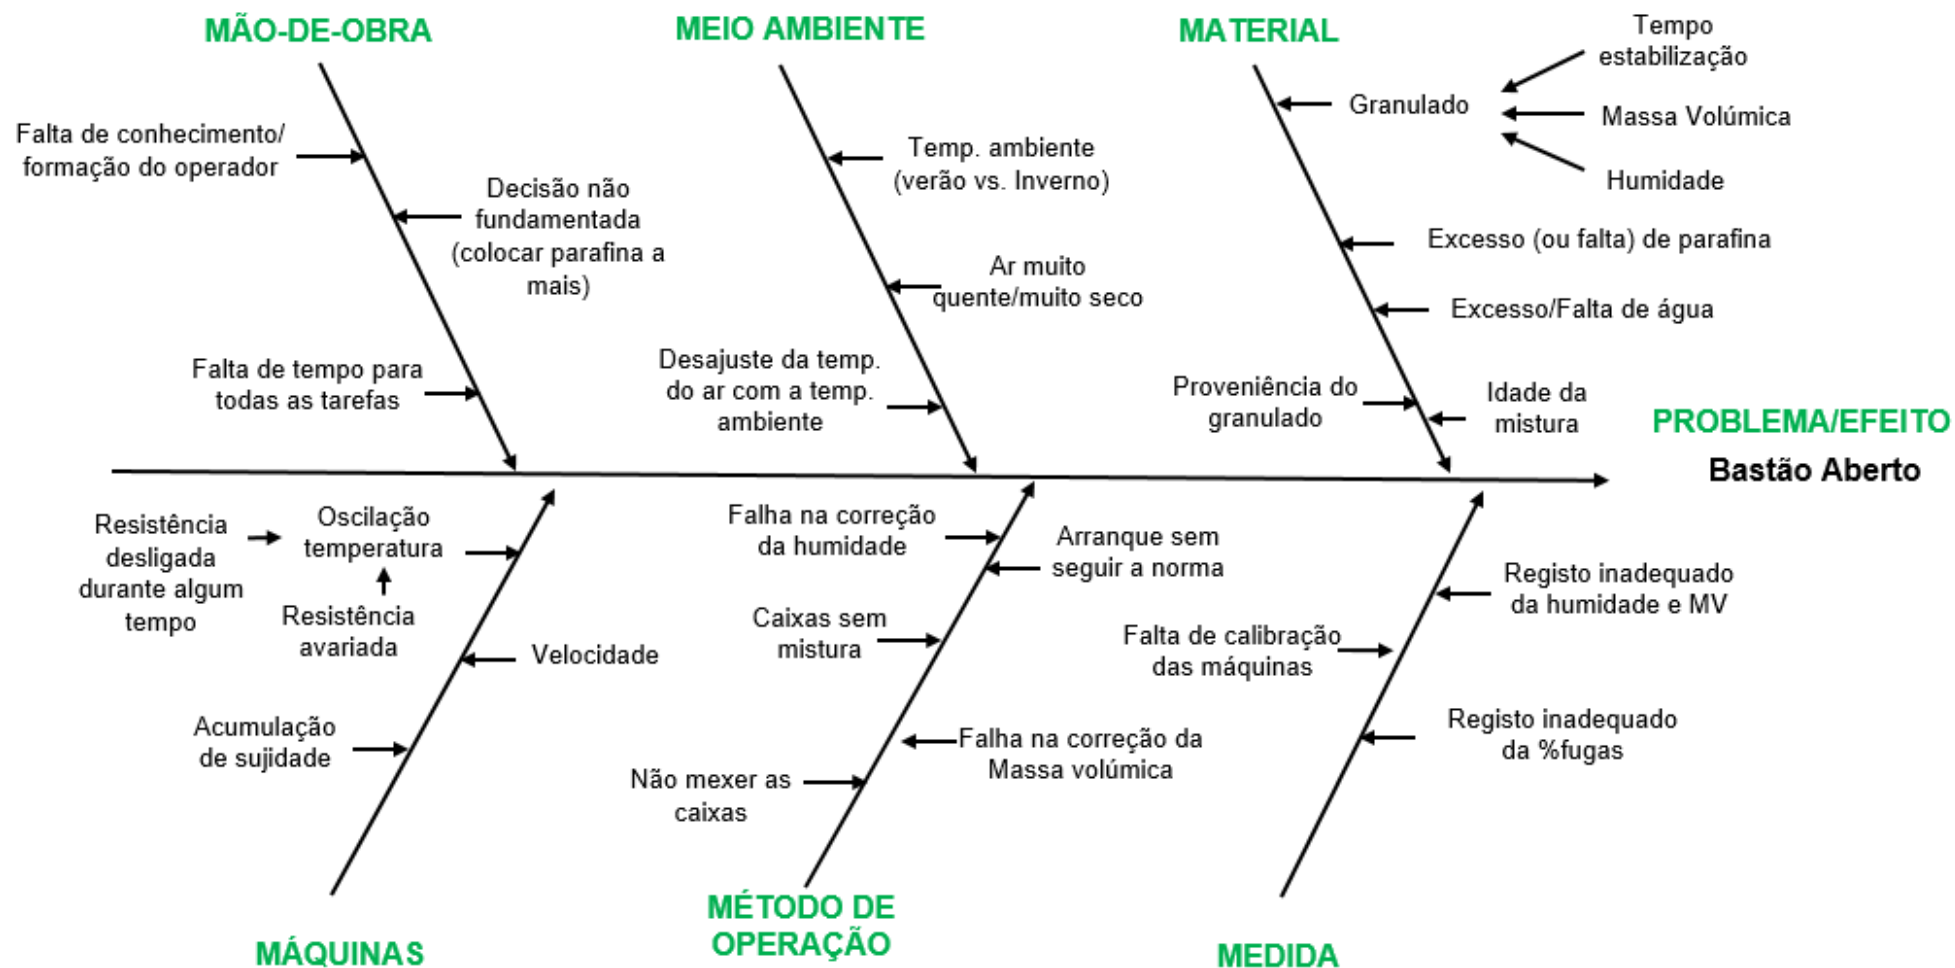 MÃO-DE-OBRA
Falta de conhecimento/
formação do operador
Decisão não
fundamentada
(colocar parafina a
mais)
Falta de tempo para
todas as tarefas
MEIO AMBIENTE
Temp. ambiente
(verão vs. Inverno)
Ar muito
quente/muito seco
Desajuste da temp.
do ar com a temp.
ambiente
MATERIAL
Granulado
Tempo
estabilização
Massa Volúmica
Humidade
Excesso (ou falta) de parafina
Excesso/Falta de água
Proveniência do
granulado
Idade da
mistura
PROBLEMA/EFEITO
Bastão Aberto
Resistência
desligada
durante algum
tempo
Oscilação
temperatura
Resistência
avariada
Velocidade
Acumulação
de sujidade
MÁQUINAS
Falha na correção
da humidade
Arranque sem
seguir a norma
Caixas sem
mistura
Falha na correção da
Massa volúmica
Não mexer as
caixas
MÉTODO DE
OPERAÇÃO
Registo inadequado
da humidade e MV
Falta de calibração
das máquinas
Registo inadequado
da %fugas
MEDIDA